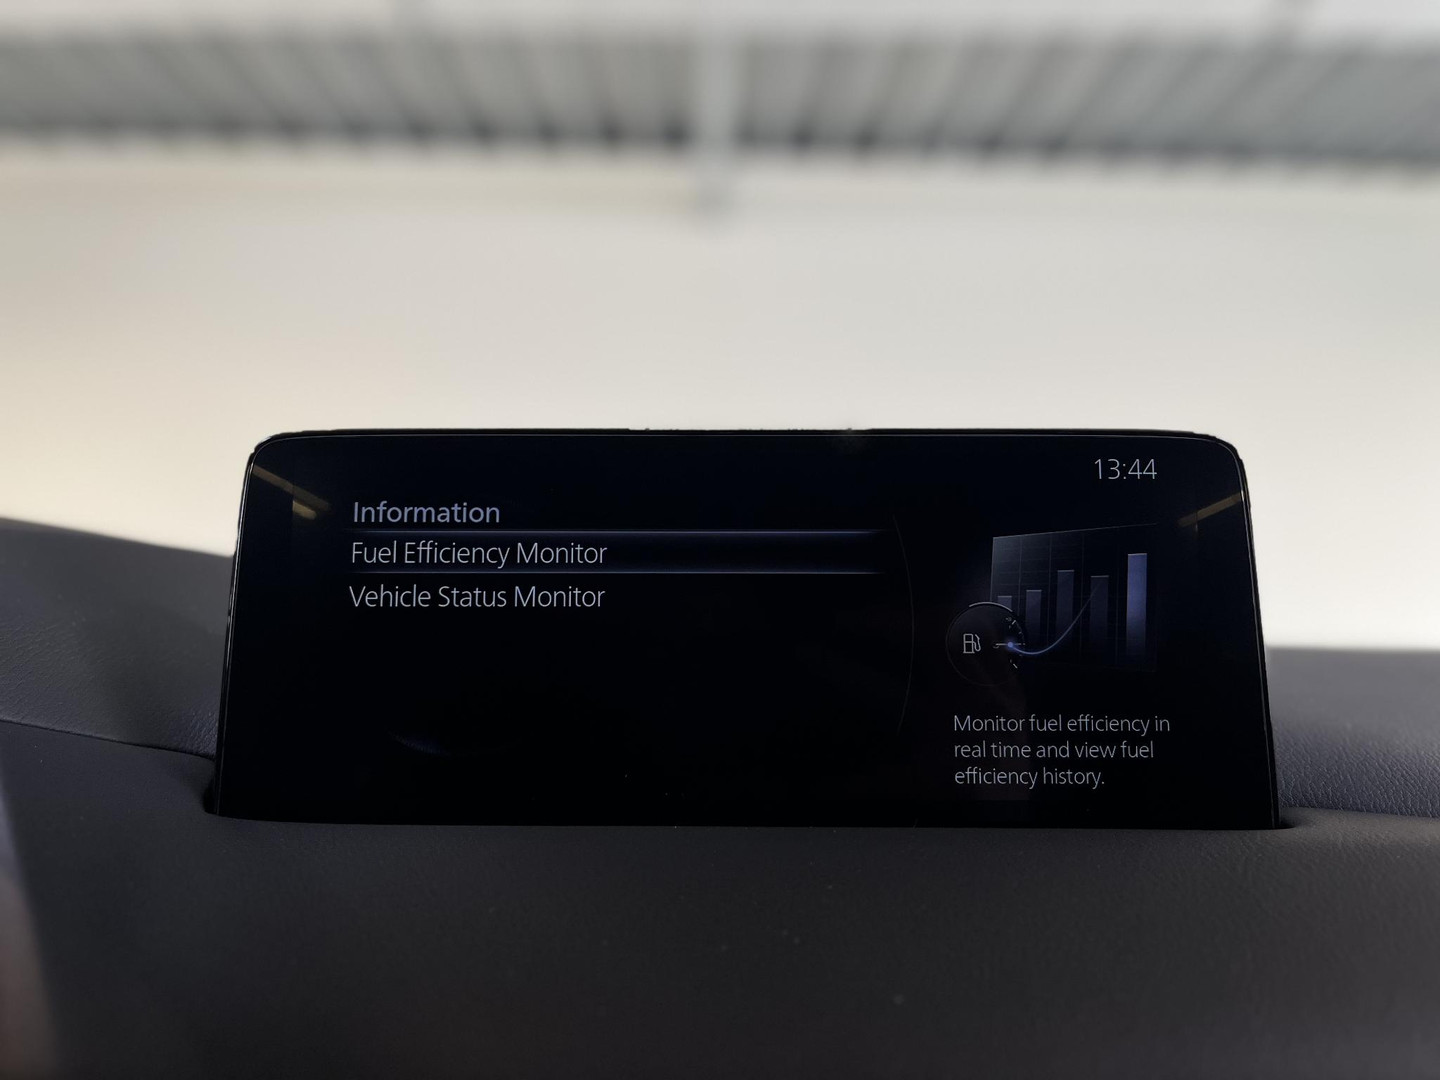 13:44
Information
Fuel Efficiency Monitor
Vehicle Status Monitor
Monitor fuel efficiency in
real time and view fuel
efficiency history.